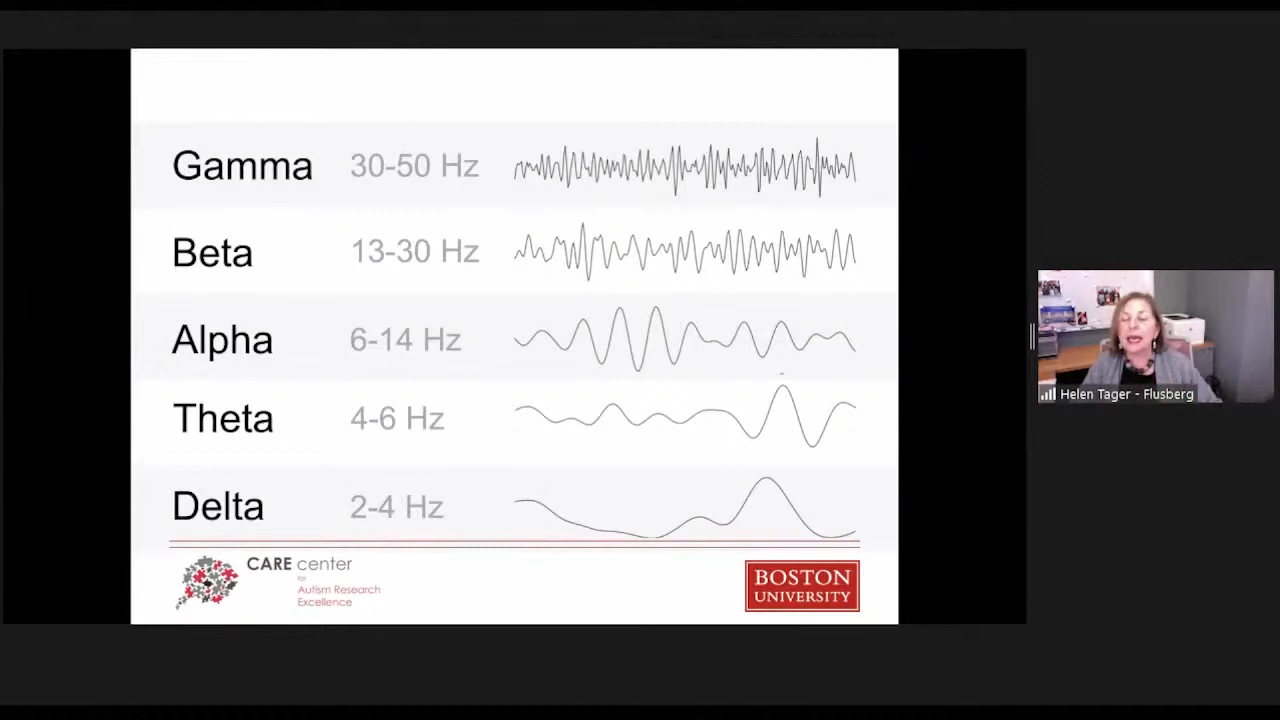 Gamma 30-50 Hz
Beta 13-30 Hz
Alpha 6-14 Hz
Theta 4-6 Hz
Delta 2-4 Hz
CARE center
for
Autism Research
Excellence
BOSTON
UNIVERSITY
Helen Tager - Flusberg